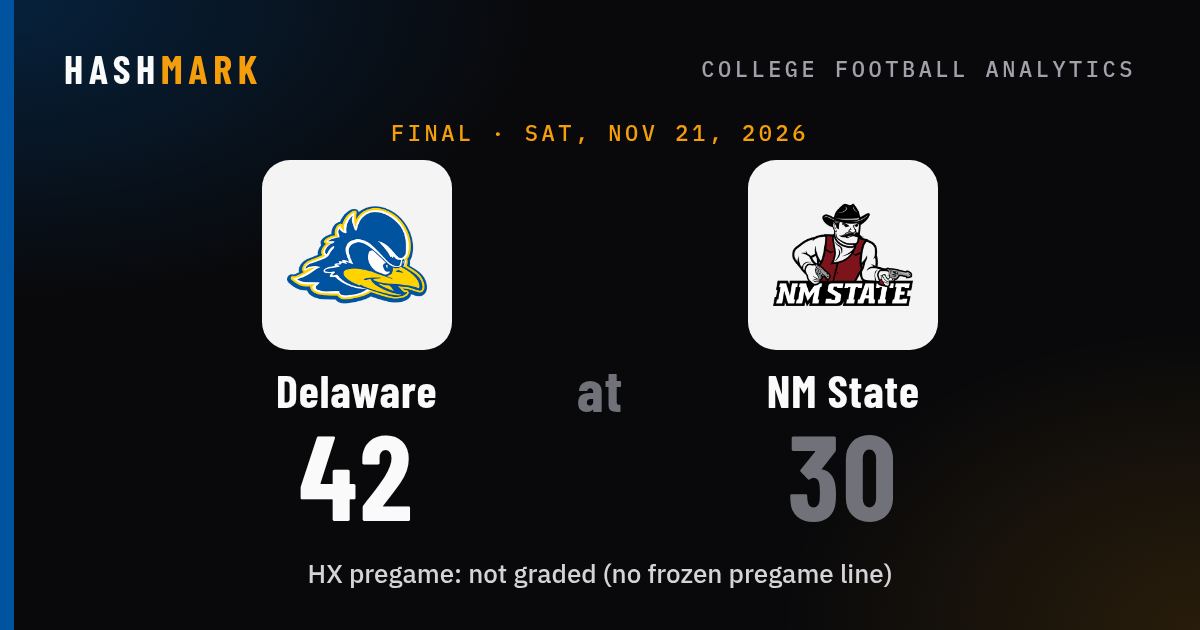 HASHMARK
COLLEGE FOOTBALL ANALYTICS
FINAL · SAT, NOV 21, 2026
NM STATE
Delaware
at
NM State
42
30
HX pregame: not graded (no frozen pregame line)